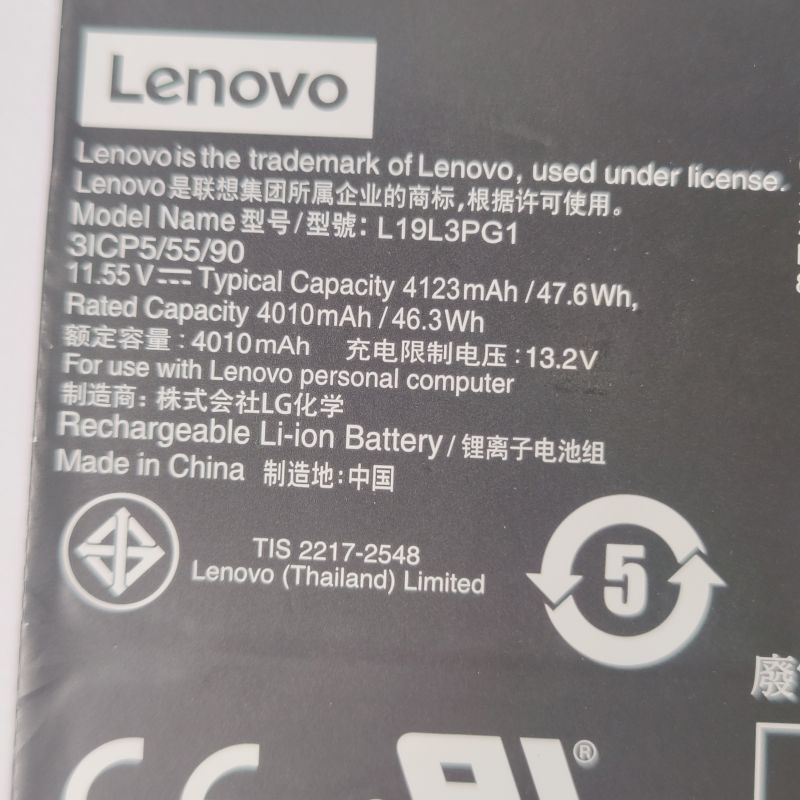 Lenovo
Lenovo is the trademark of Lenovo, used under license.
Lenovo是联想集团所属企业的商标,根据许可使用。
Model Name 型号/型號: L19L3PG1
3ICP5/55/90
11.55V⎓ Typical Capacity 4123mAh/47.6Wh,
Rated Capacity 4010mAh/46.3Wh
额定容量:4010mAh 充电限制电压:13.2V
For use with Lenovo personal computer
制造商: 株式会社LG化学
Rechargeable Li-ion Battery/锂离子电池组
Made in China 制造地:中国
TIS 2217-2548
Lenovo (Thailand) Limited
5
廢
®